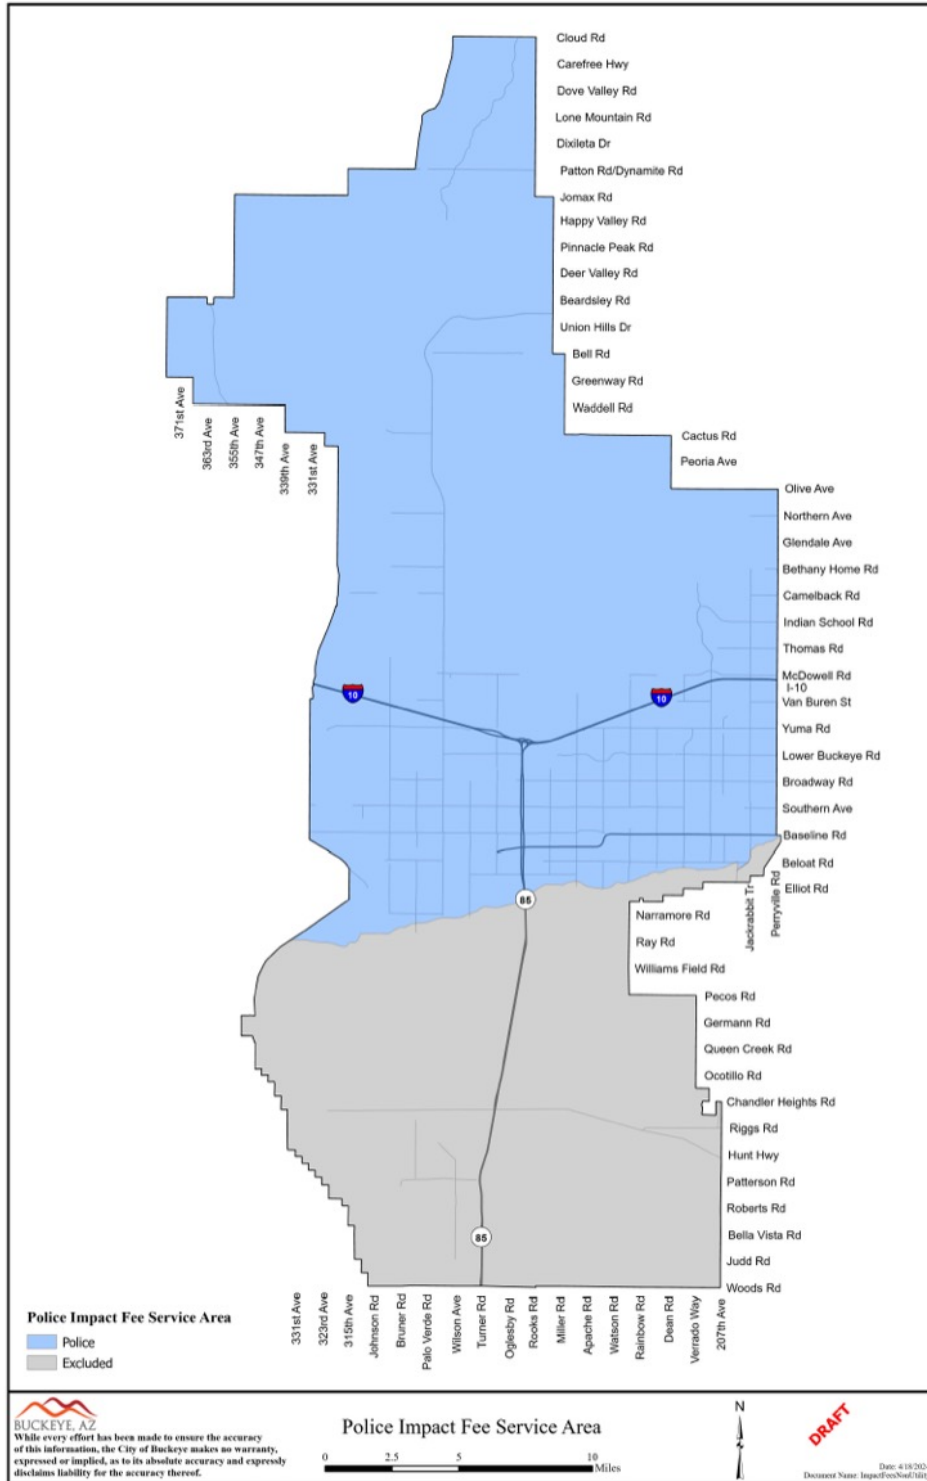 Cloud Rd
Carefree Hwy
Dove Valley Rd
Lone Mountain Rd
Dixileta Dr
Patton Rd/Dynamite Rd
Jomax Rd
Happy Valley Rd
Pinnacle Peak Rd
Deer Valley Rd
Beardsley Rd
Union Hills Dr
Bell Rd
Greenway Rd
Waddell Rd
371st Ave
363rd Ave
355th Ave
347th Ave
339th Ave
331st Ave
Cactus Rd
Peoria Ave
Olive Ave
Northern Ave
Glendale Ave
Bethany Home Rd
Camelback Rd
Indian School Rd
Thomas Rd
McDowell Rd
I-10
10
10
Van Buren St
Yuma Rd
Lower Buckeye Rd
Broadway Rd
Southern Ave
Baseline Rd
Beloat Rd
Elliot Rd
Jackrabbit Tr
Perryville Rd
85
Narramore Rd
Ray Rd
Williams Field Rd
Pecos Rd
Germann Rd
Queen Creek Rd
Ocotillo Rd
Chandler Heights Rd
Riggs Rd
Hunt Hwy
Patterson Rd
Roberts Rd
Bella Vista Rd
85
Judd Rd
Woods Rd
331st Ave
323rd Ave
315th Ave
Johnson Rd
Bruner Rd
Palo Verde Rd
Wilson Ave
Turner Rd
Oglesby Rd
Rooks Rd
Miller Rd
Apache Rd
Watson Rd
Rainbow Rd
Dean Rd
Verrado Way
207th Ave
Police Impact Fee Service Area
Police
Excluded
BUCKEYE, AZ
While every effort has been made to ensure the accuracy
of this information, the City of Buckeye makes no warranty,
expressed or implied, as to its absolute accuracy and expressly
disclaims liability for the accuracy thereof.
Police Impact Fee Service Area
0 2.5 5 10
Miles
N
DRAFT
Date: 4/18/202
Document Name: